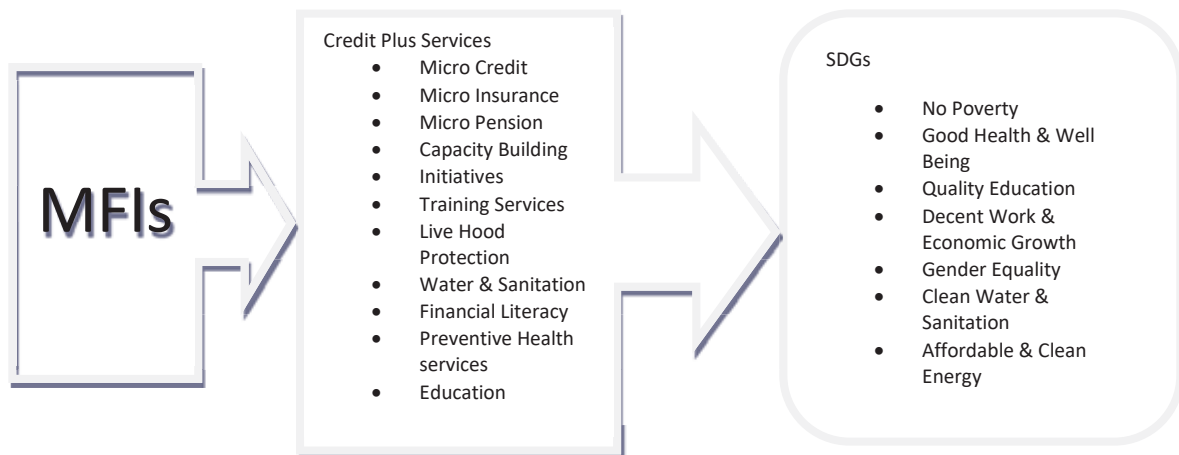 MFIs
Credit Plus Services
• Micro Credit
• Micro Insurance
• Micro Pension
• Capacity Building
• Initiatives
• Training Services
• Live Hood
Protection
• Water & Sanitation
• Financial Literacy
• Preventive Health
services
• Education
SDGs
• No Poverty
• Good Health & Well
Being
• Quality Education
• Decent Work &
Economic Growth
• Gender Equality
• Clean Water &
Sanitation
• Affordable & Clean
Energy